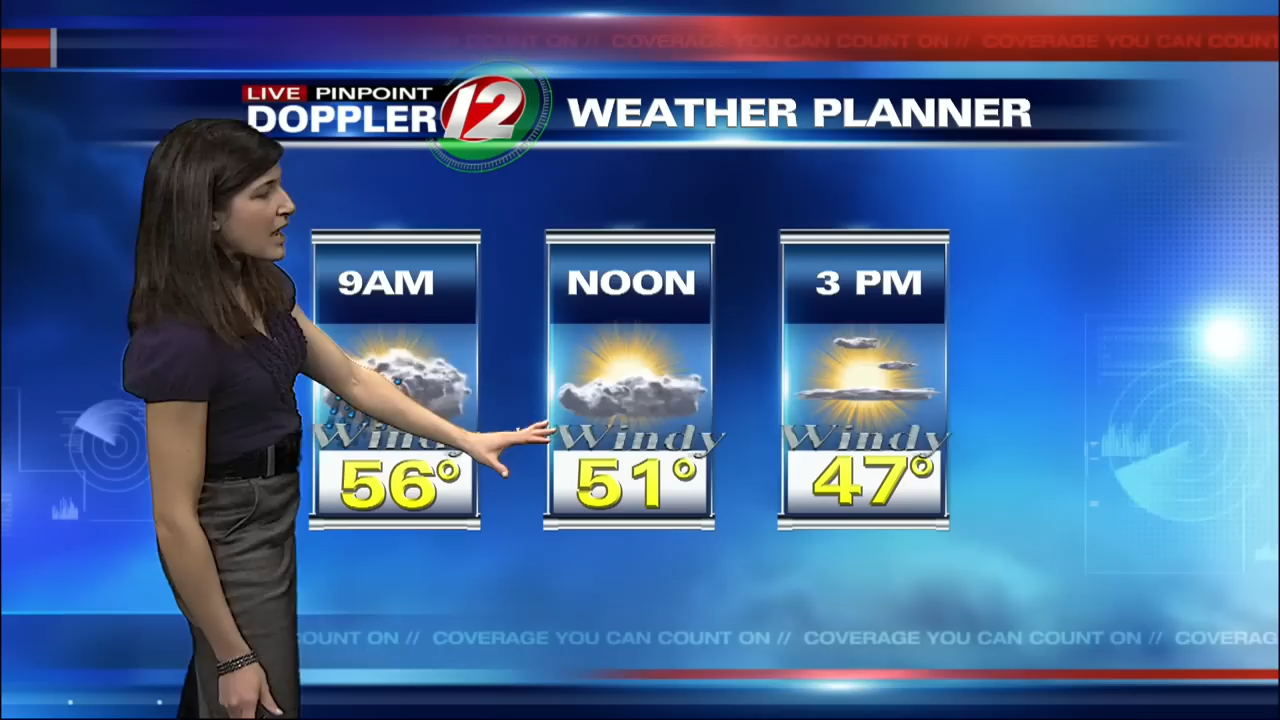 COUNT ON // COVERAGE YOU CAN COUNT ON // COVERAGE YOU CAN COUNT
LIVE PINPOINT
DOPPLER 12
WEATHER PLANNER
9AM
NOON
3 PM
Windy
Windy
Windy
56°
51°
47°
COUNT ON // COVERAGE YOU CAN COUNT ON // COVERAGE YOU CAN COUNT ON // COVERAG